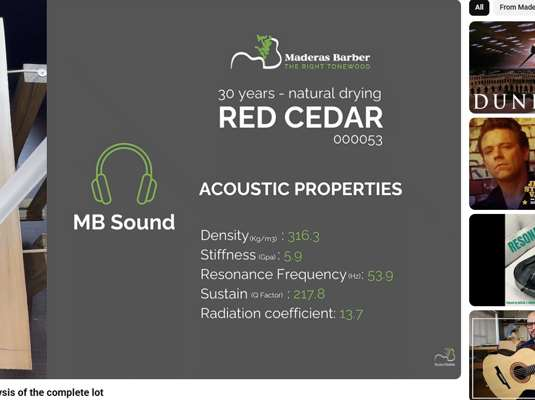 All
From Made
Maderas Barber
THE RIGHT TONEWOOD
30 years - natural drying
RED CEDAR
000053
ACOUSTIC PROPERTIES
MB Sound
Density (Kg/m3) : 316.3
Stiffness (Gpa) : 5.9
Resonance Frequency (Hz): 53.9
Sustain (Q Factor) : 217.8
Radiation coefficient: 13.7
DUN
RESONA
ysis of the complete lot